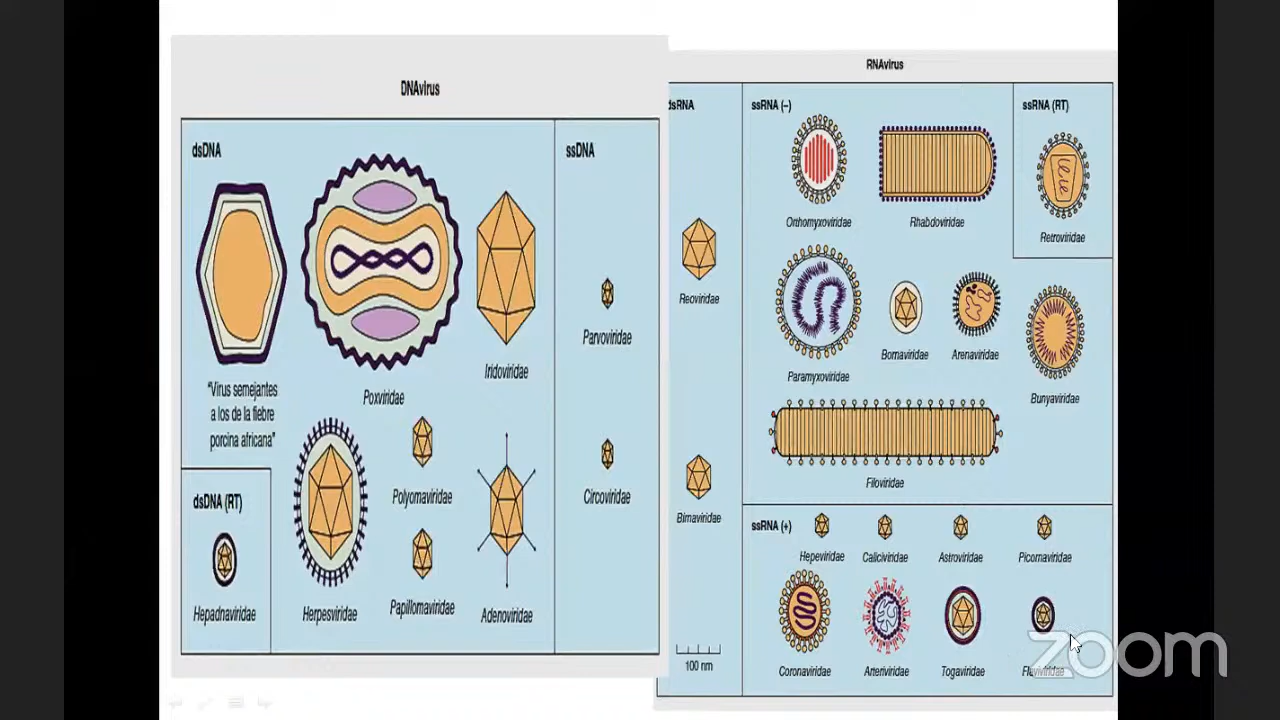 DNAvirus
dsDNA
ssDNA
"Virus semejantes
a los de la fiebre
porcina africana"
Poxviridae
Iridoviridae
Parvoviridae
dsDNA (RT)
Hepadnaviridae
Herpesviridae
Polyomaviridae
Papillomaviridae
Adenoviridae
Circoviridae
RNAvirus
dsRNA
Reoviridae
Birnaviridae
100 nm
ssRNA (–)
Orthomyxoviridae
Rhabdoviridae
ssRNA (RT)
Retroviridae
Paramyxoviridae
Bornaviridae
Arenaviridae
Bunyaviridae
Filoviridae
ssRNA (+)
Hepeviridae
Caliciviridae
Astroviridae
Picornaviridae
Coronaviridae
Arteriviridae
Togaviridae
Flaviviridae
zoom